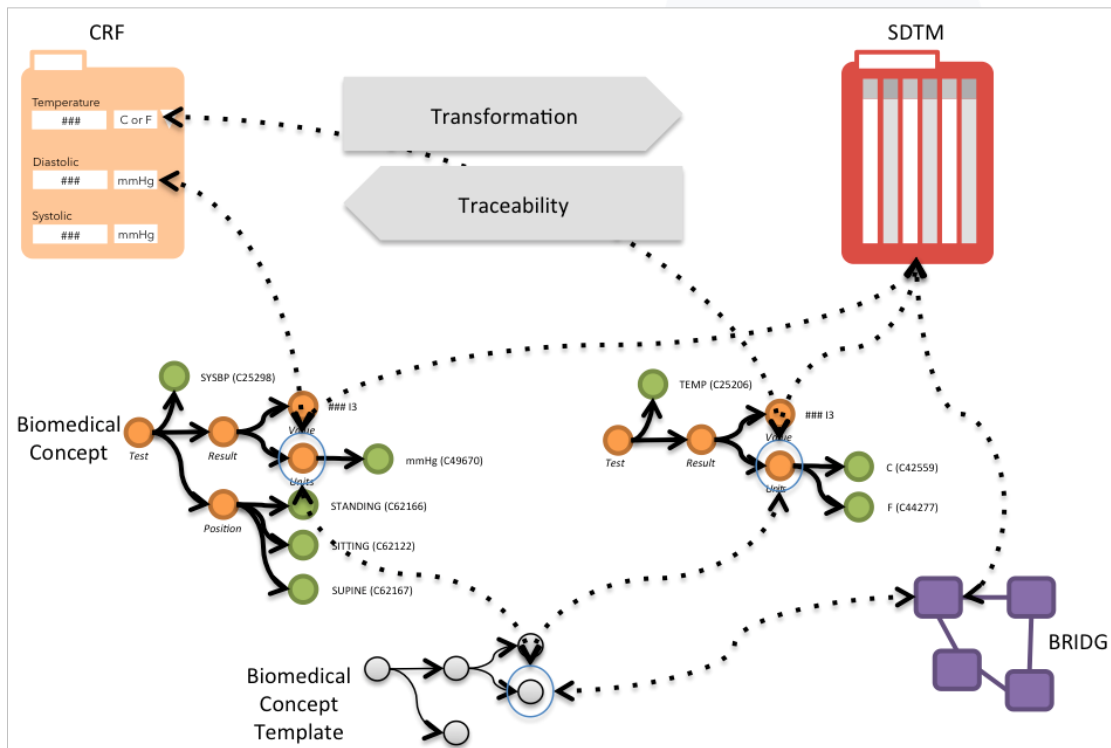 CRF
SDTM
Temperature
###
C or F
Diastolic
###
mmHg
Systolic
###
mmHg
Transformation
Traceability
SYSBP (C25298)
### I3
Value
Biomedical
Concept
Test
Result
mmHg (C49670)
Units
STANDING (C62166)
Position
SITTING (C62122)
SUPINE (C62167)
TEMP (C25206)
### I3
Value
Test
Result
C (C42559)
Units
F (C44277)
BRIDG
Biomedical
Concept
Template